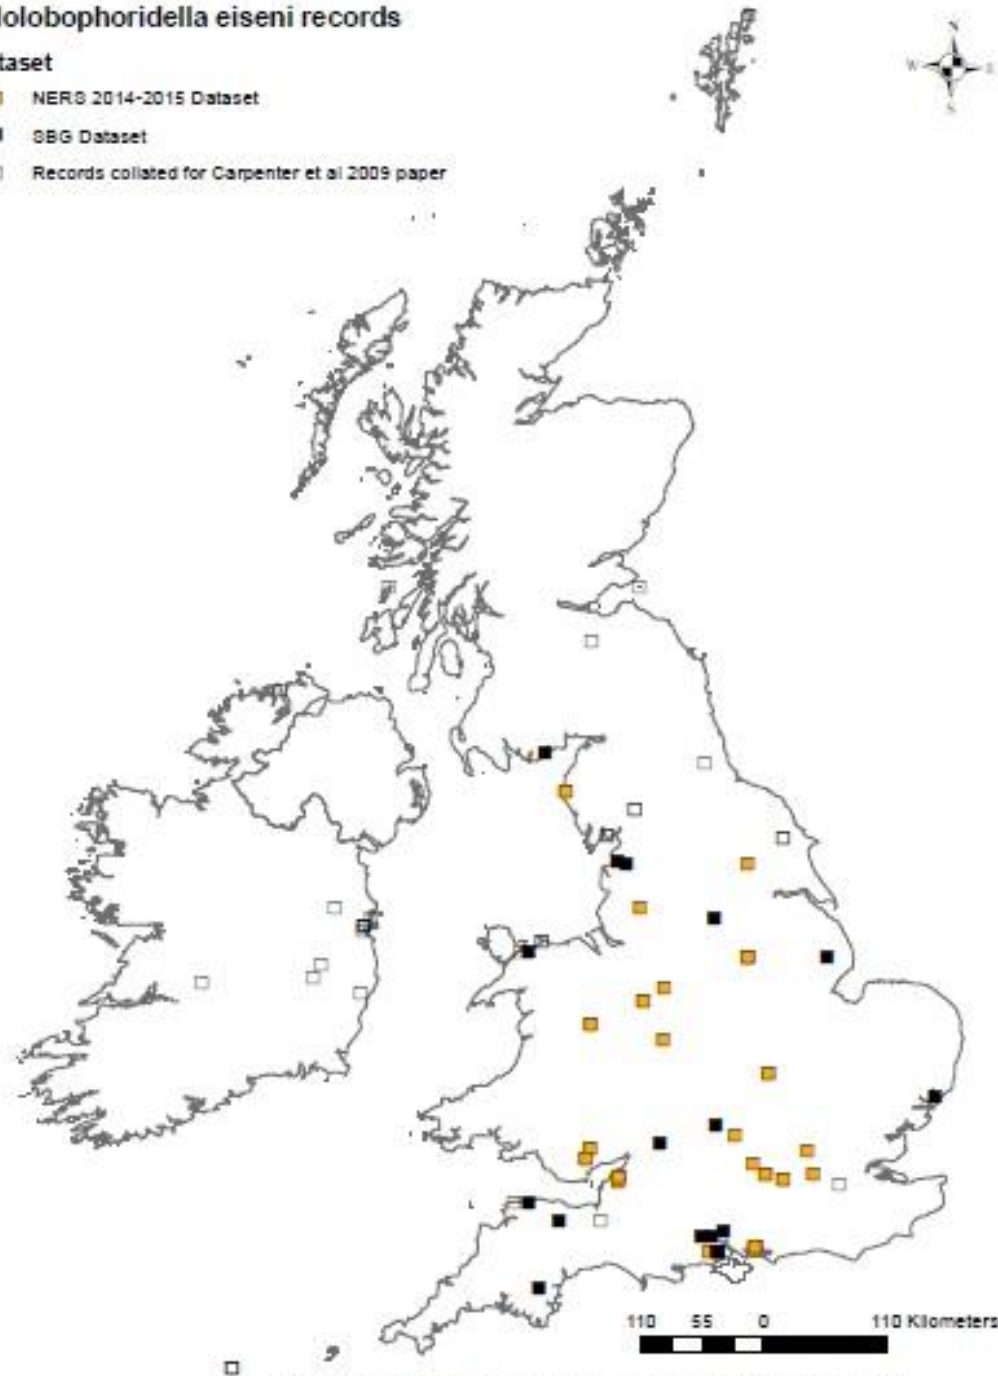 lolobophoridella eiseni records
taset
NERS 2014-2015 Dataset
SBG Dataset
Records collated for Carpenter et al 2009 paper
N
W
S
110 55 0 110 Kilometers